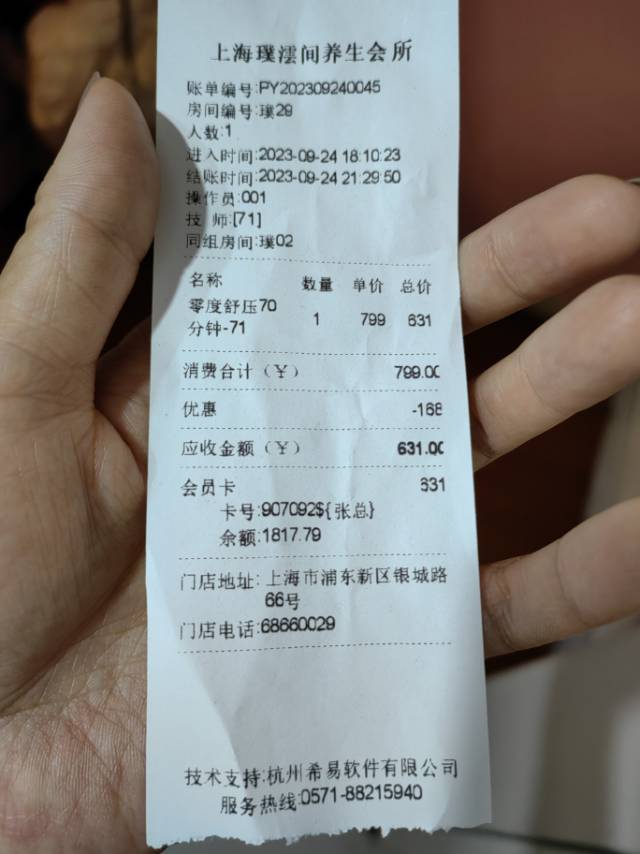 上海璞澐间养生会所
账单编号:PY202309240045
房间编号:璞29
人数:1
进入时间:2023-09-24 18:10:23
结账时间:2023-09-24 21:29:50
操作员:001
技 师:[71]
同组房间:璞02
名称 数量 单价 总价
零度舒压70
分钟-71 1 799 631
消费合计（￥） 799.00
优惠 -168
应收金额（￥） 631.00
会员卡 631
卡号:907092${张总}
余额:1817.79
门店地址: 上海市浦东新区银城路
66号
门店电话:68660029
技术支持:杭州希易软件有限公司
服务热线:0571-88215940